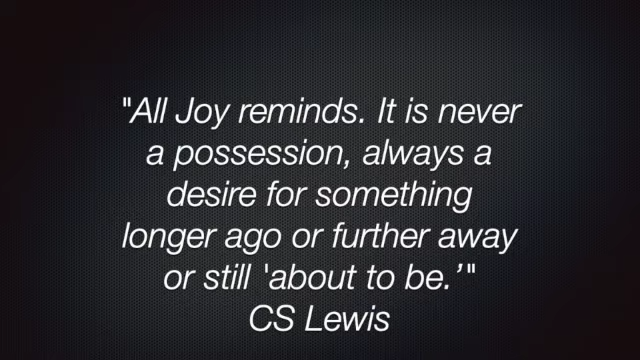 "All Joy reminds. It is never
a possession, always a
desire for something
longer ago or further away
or still 'about to be.’"
CS Lewis